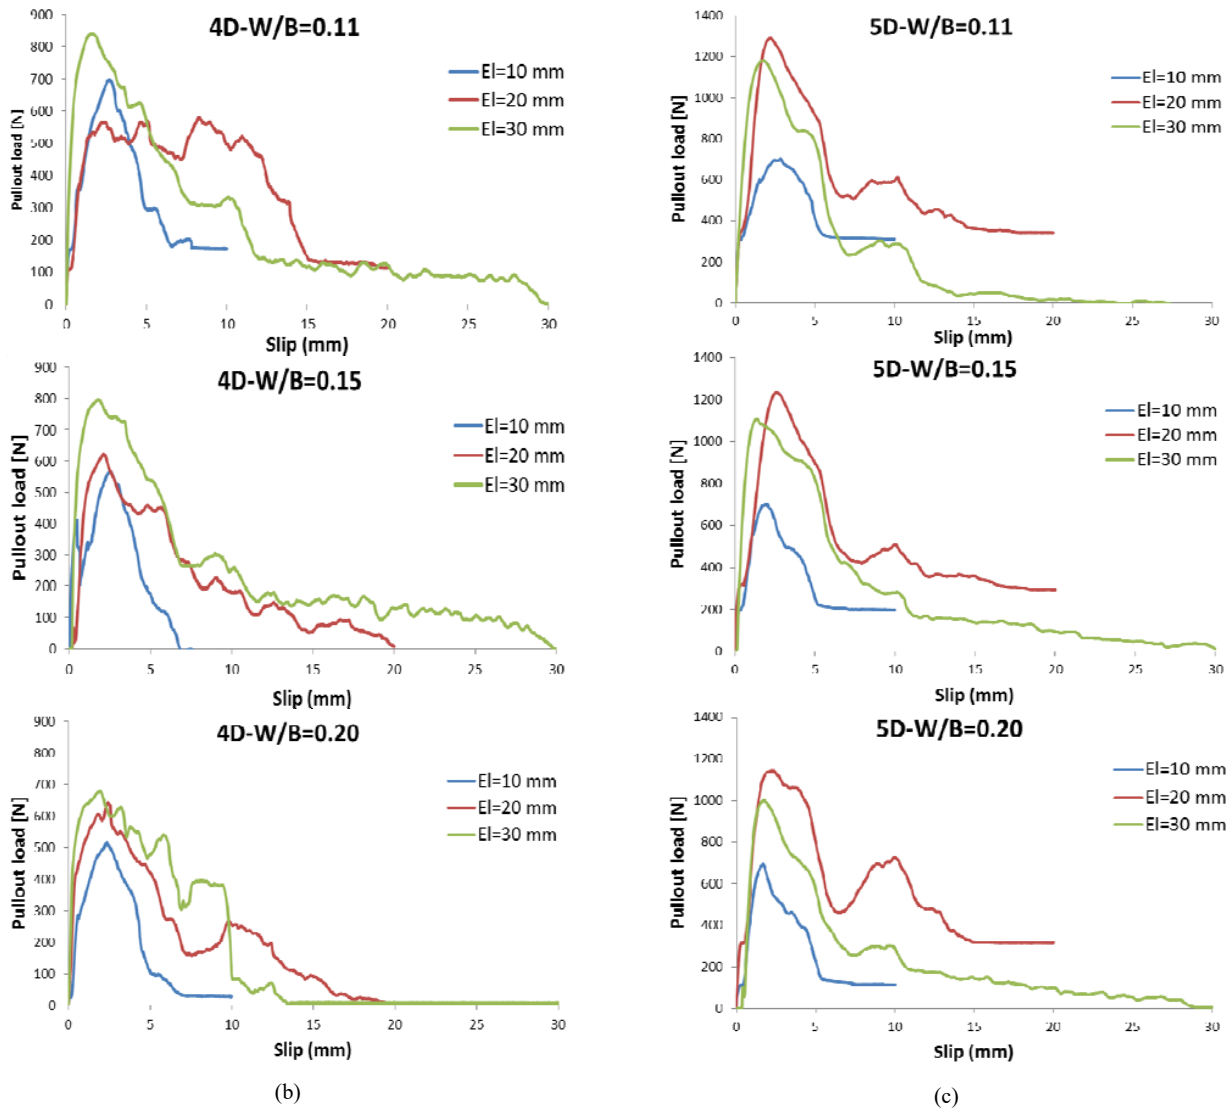 4D-W/B=0.11
Pullout load [N]
900
800
700
600
500
400
300
200
100
0
El=10 mm
El=20 mm
El=30 mm
0 5 10 15 20 25 30
Slip (mm)
5D-W/B=0.11
Pullout load [N]
1400
1200
1000
800
600
400
200
0
El=10 mm
El=20 mm
El=30 mm
0 5 10 15 20 25 30
Slip (mm)
4D-W/B=0.15
Pullout load [N]
900
800
700
600
500
400
300
200
100
0
El=10 mm
El=20 mm
El=30 mm
0 5 10 15 20 25 30
Slip (mm)
5D-W/B=0.15
Pullout load [N]
1400
1200
1000
800
600
400
200
0
El=10 mm
El=20 mm
El=30 mm
0 5 10 15 20 25 30
Slip (mm)
4D-W/B=0.20
Pullout load [N]
900
800
700
600
500
400
300
200
100
0
El=10 mm
El=20 mm
El=30 mm
0 5 10 15 20 25 30
Slip (mm)
5D-W/B=0.20
Pullout load [N]
1400
1200
1000
800
600
400
200
0
El=10 mm
El=20 mm
El=30 mm
0 5 10 15 20 25 30
Slip (mm)
(b)
(c)